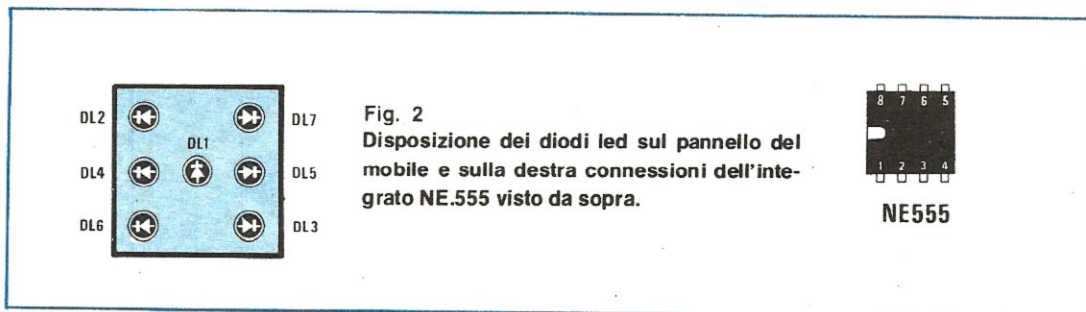 DL2
DL7
DL1
DL4
DL5
DL6
DL3
Fig. 2
Disposizione dei diodi led sul pannello del
mobile e sulla destra connessioni dell'inte-
grato NE.555 visto da sopra.
8 7 6 5
1 2 3 4
NE555